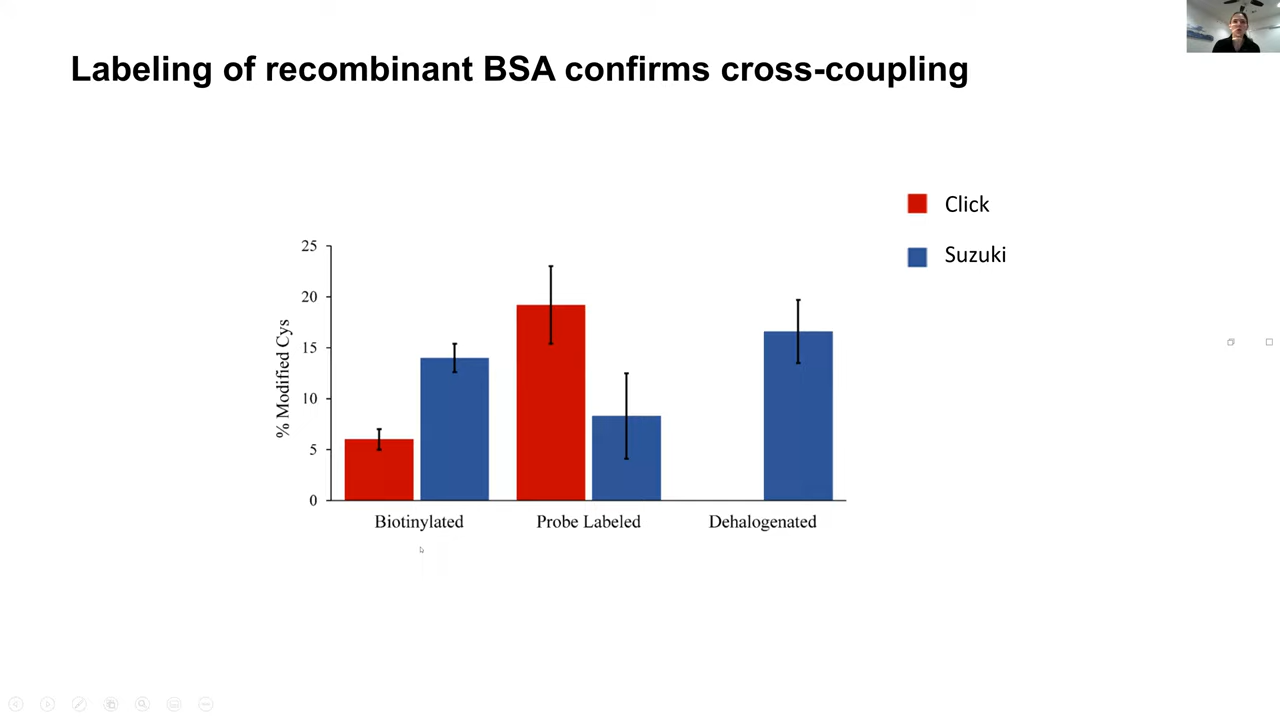 Labeling of recombinant BSA confirms cross-coupling
Click
Suzuki
25
20
15
10
5
0
% Modified Cys
Biotinylated
Probe Labeled
Dehalogenated